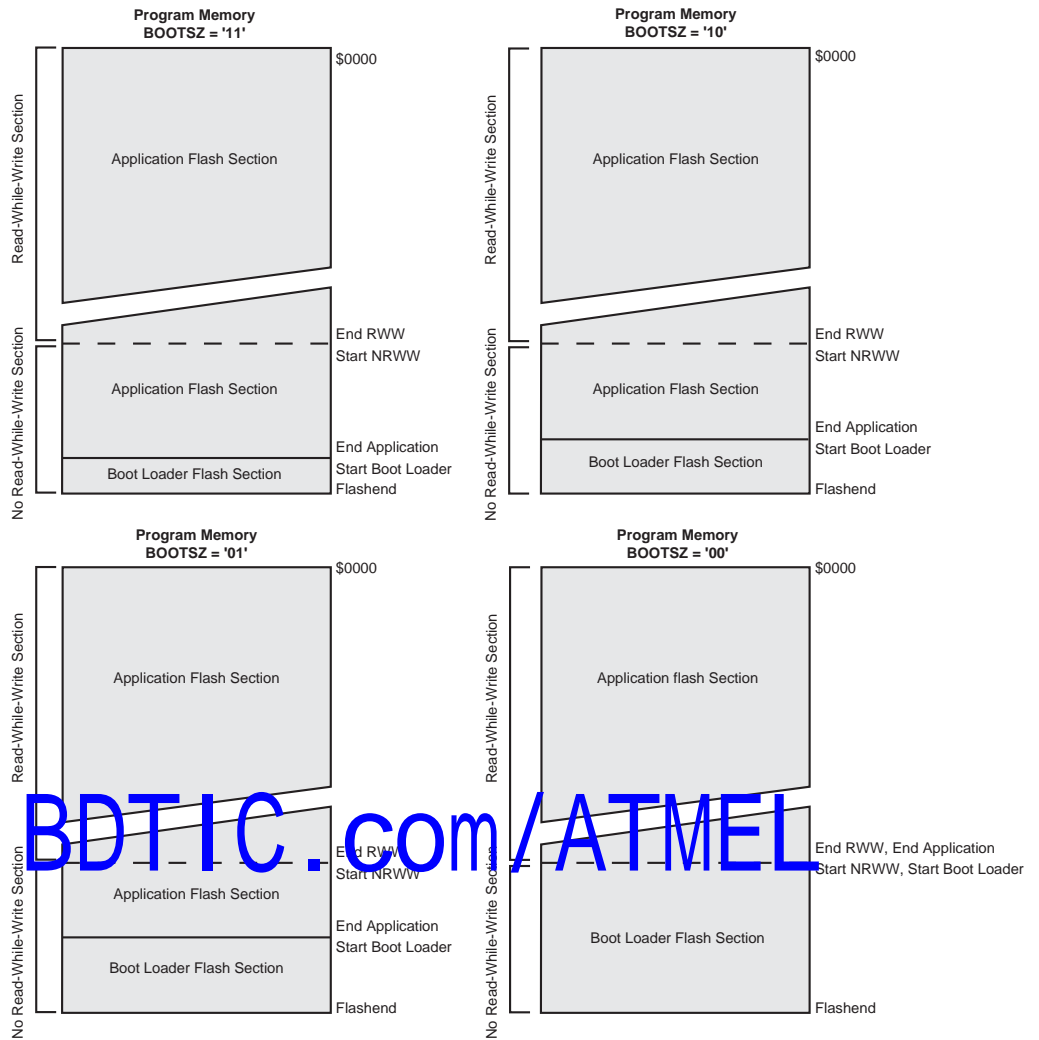 Program Memory
BOOTSZ = '11'
$0000
Read-While-Write Section
Application Flash Section
End RWW
Start NRWW
No Read-While-Write Section
Application Flash Section
End Application
Start Boot Loader
Boot Loader Flash Section
Flashend
Program Memory
BOOTSZ = '10'
$0000
Read-While-Write Section
Application Flash Section
End RWW
Start NRWW
No Read-While-Write Section
Application Flash Section
End Application
Start Boot Loader
Boot Loader Flash Section
Flashend
Program Memory
BOOTSZ = '01'
$0000
Read-While-Write Section
Application Flash Section
End RWW
Start NRWW
No Read-While-Write Section
Application Flash Section
End Application
Start Boot Loader
Boot Loader Flash Section
Flashend
Program Memory
BOOTSZ = '00'
$0000
Read-While-Write Section
Application flash Section
End RWW, End Application
Start NRWW, Start Boot Loader
No Read-While-Write Section
Boot Loader Flash Section
Flashend
BDTIC.com/ATMEL